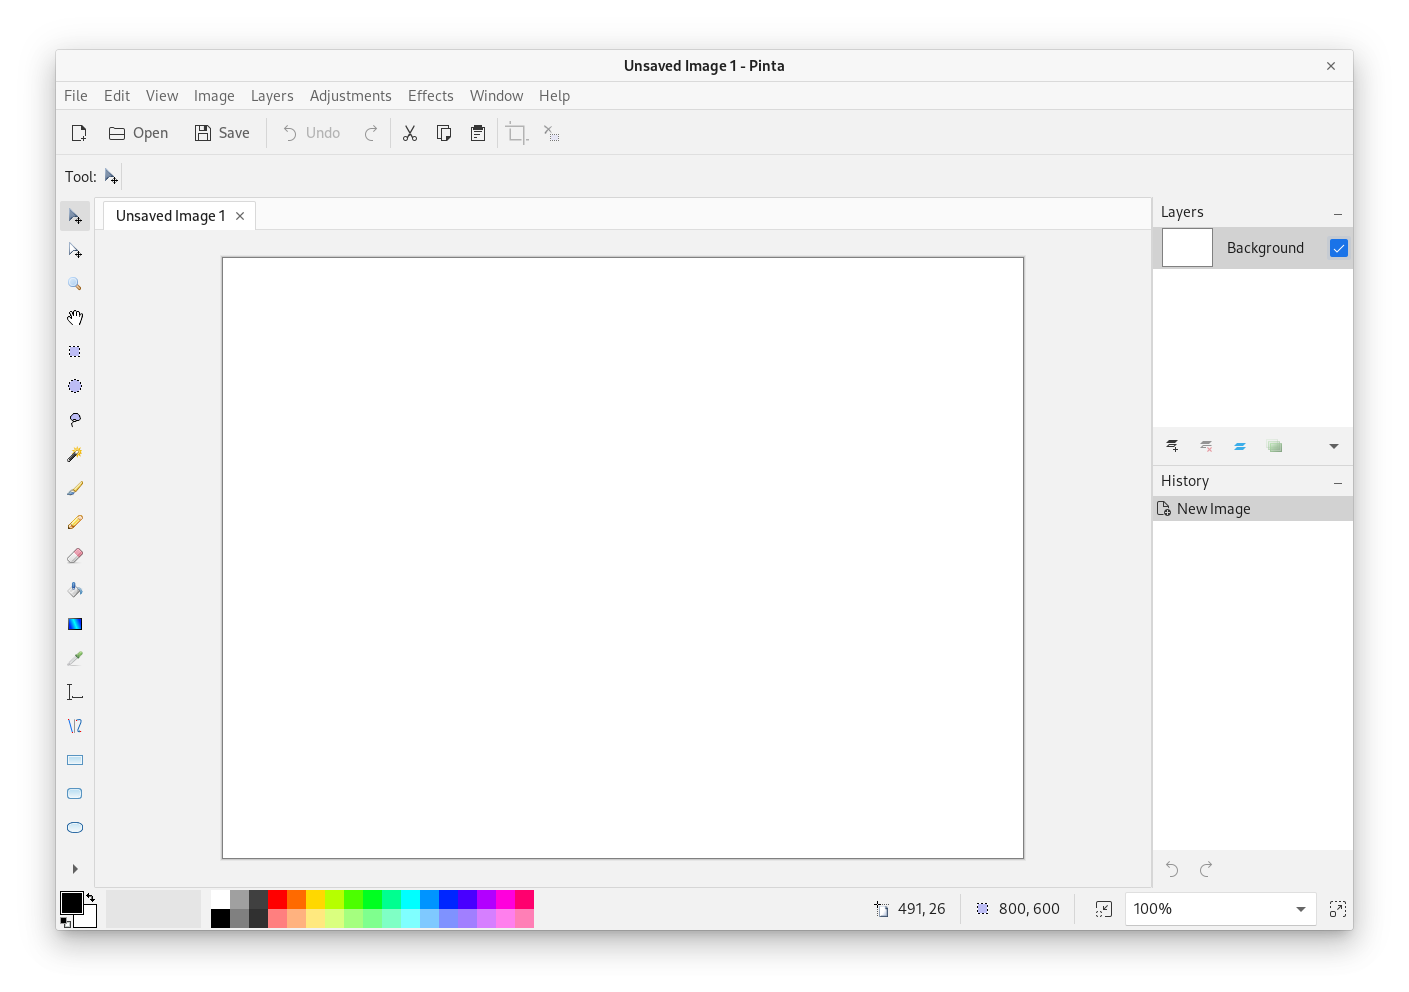 Unsaved Image 1 - Pinta
File Edit View Image Layers Adjustments Effects Window Help
Open Save Undo
Tool:
Unsaved Image 1
Layers
Background
History
New Image
491, 26 800, 600 100%